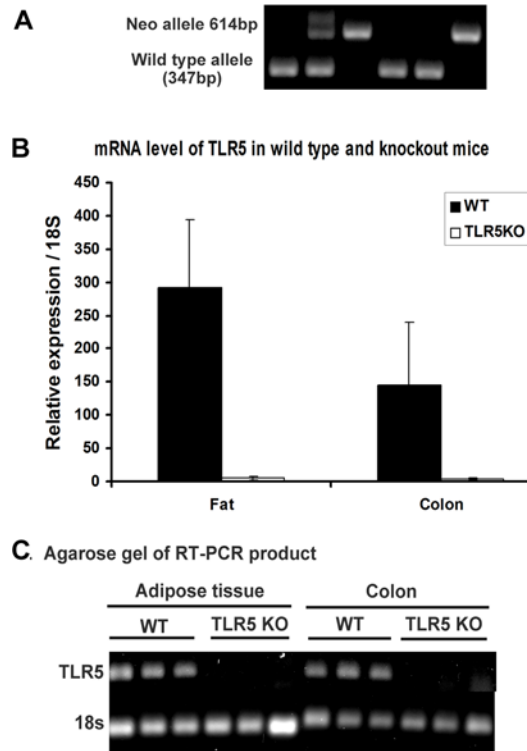 A
Neo allele 614bp
Wild type allele
(347bp)
B
mRNA level of TLR5 in wild type and knockout mice
Relative expression / 18S
450
400
350
300
250
200
150
100
50
0
WT
TLR5KO
Fat
Colon
C. Agarose gel of RT-PCR product
Adipose tissue
Colon
WT
TLR5 KO
WT
TLR5 KO
TLR5
18s